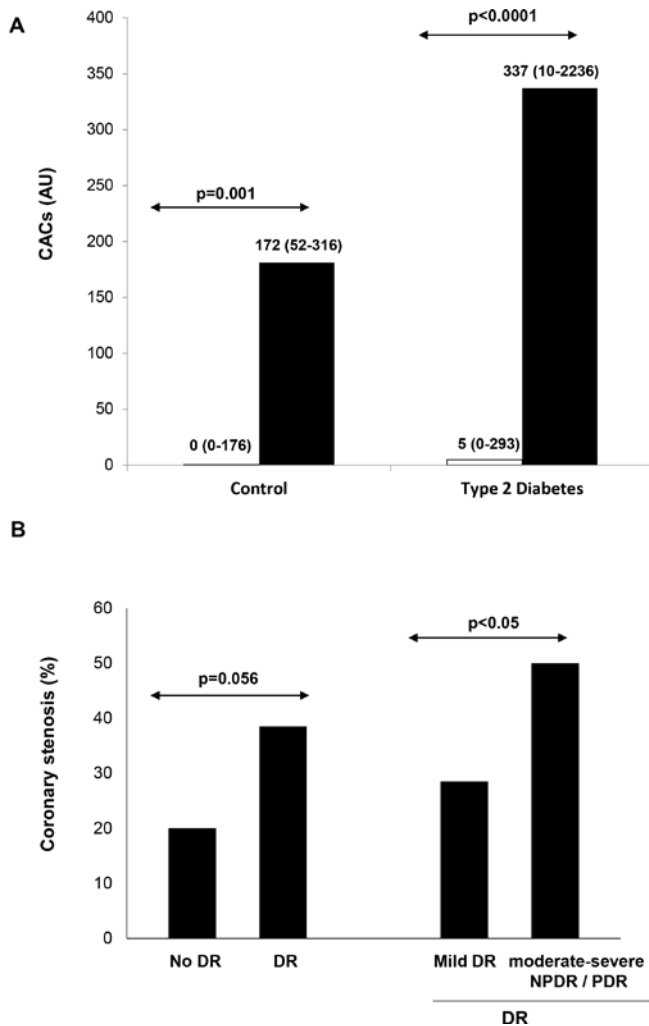 A
400
350
300
250
200
150
100
50
0
CACs (AU)
p=0.001
p<0.0001
0 (0-176)
172 (52-316)
5 (0-293)
337 (10-2236)
Control
Type 2 Diabetes
B
60
50
40
30
20
10
0
Coronary stenosis (%)
p=0.056
p<0.05
No DR
DR
Mild DR
moderate-severe
NPDR / PDR
DR